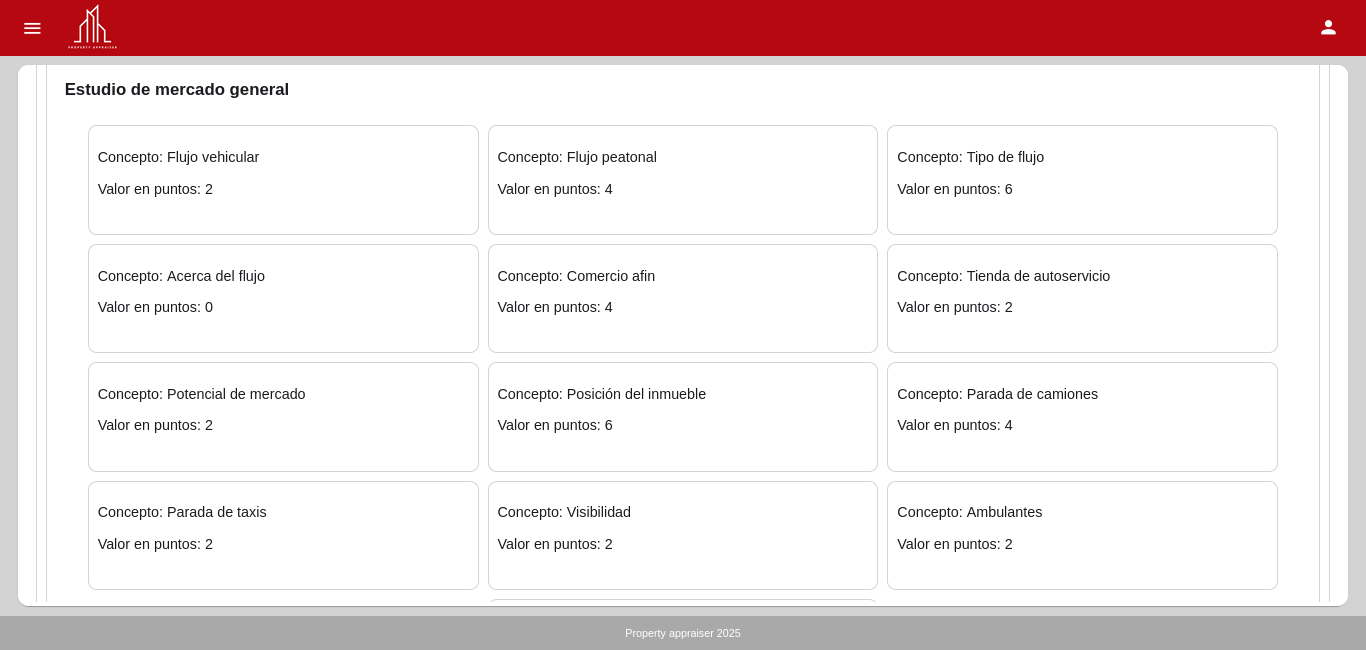 PROPERTY APPRAISER
Estudio de mercado general
Concepto: Flujo vehicular
Valor en puntos: 2
Concepto: Flujo peatonal
Valor en puntos: 4
Concepto: Tipo de flujo
Valor en puntos: 6
Concepto: Acerca del flujo
Valor en puntos: 0
Concepto: Comercio afin
Valor en puntos: 4
Concepto: Tienda de autoservicio
Valor en puntos: 2
Concepto: Potencial de mercado
Valor en puntos: 2
Concepto: Posición del inmueble
Valor en puntos: 6
Concepto: Parada de camiones
Valor en puntos: 4
Concepto: Parada de taxis
Valor en puntos: 2
Concepto: Visibilidad
Valor en puntos: 2
Concepto: Ambulantes
Valor en puntos: 2
Property appraiser 2025